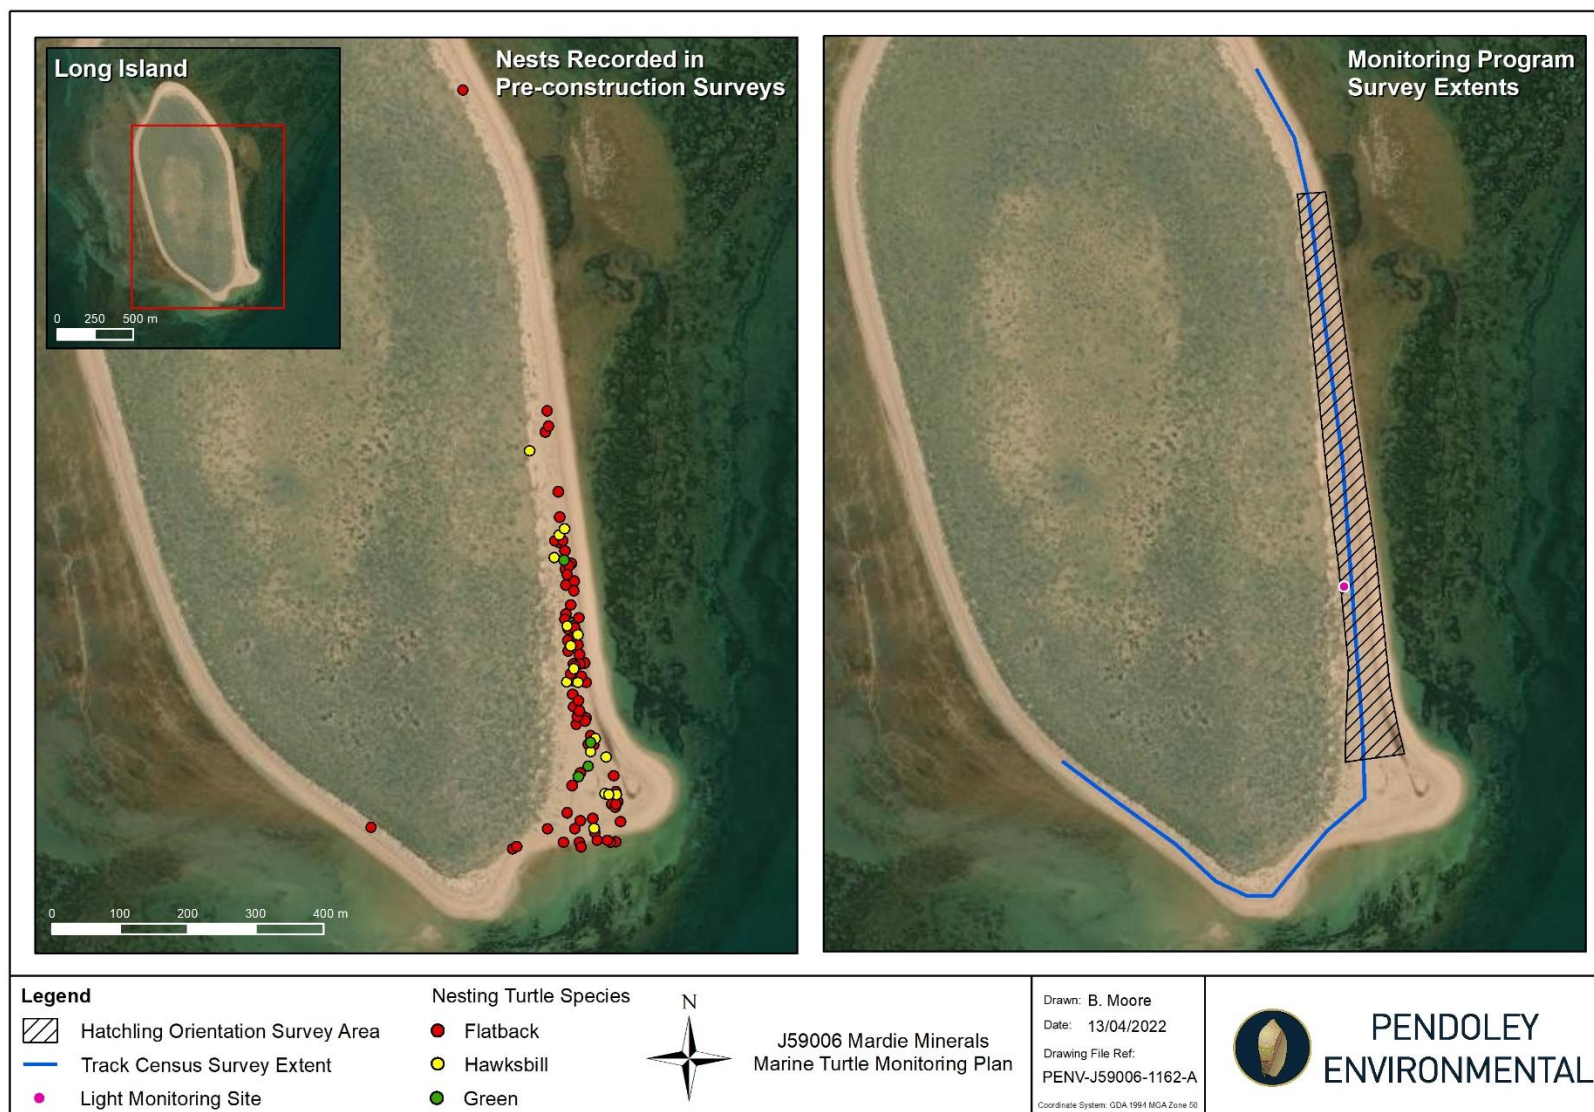 Long Island
0 250 500 m
Nests Recorded in
Pre-construction Surveys
0 100 200 300 400 m
Monitoring Program
Survey Extents
Legend
Hatchling Orientation Survey Area
Track Census Survey Extent
Light Monitoring Site
Nesting Turtle Species
Flatback
Hawksbill
Green
N
J59006 Mardie Minerals
Marine Turtle Monitoring Plan
Drawn: B. Moore
Date: 13/04/2022
Drawing File Ref:
PENV-J59006-1162-A
Coordinate System: GDA 1994 MGA Zone 50
PENDOLEY
ENVIRONMENTAL